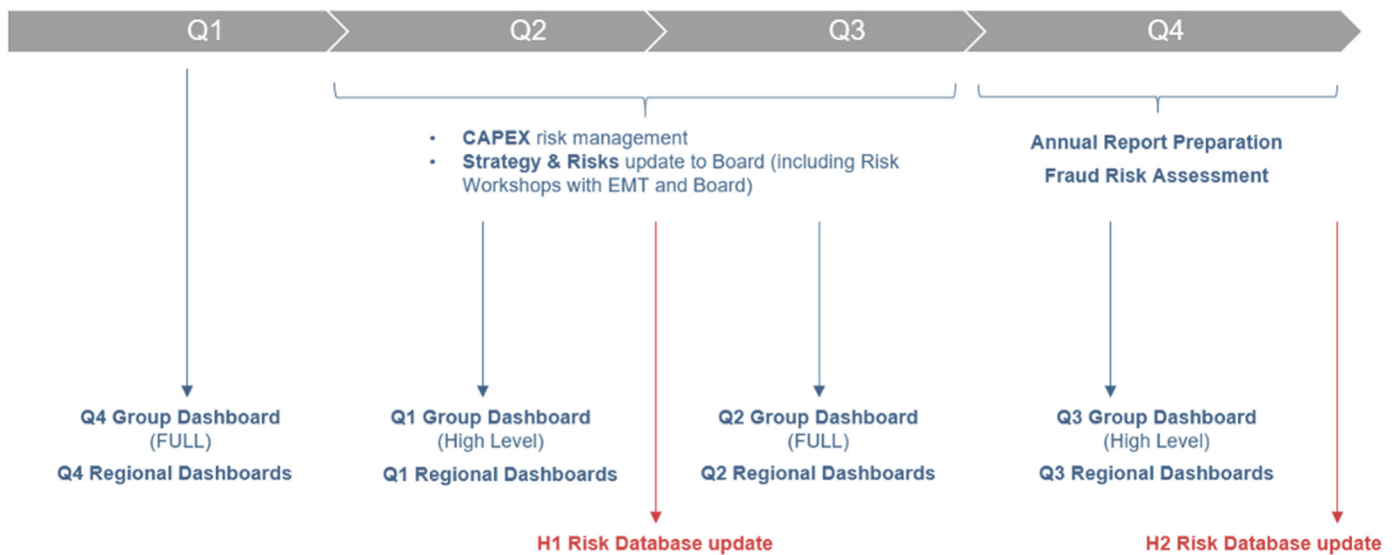 Q1
Q2
Q3
Q4
• CAPEX risk management
• Strategy & Risks update to Board (including Risk
Workshops with EMT and Board)
Annual Report Preparation
Fraud Risk Assessment
Q4 Group Dashboard
(FULL)
Q4 Regional Dashboards
Q1 Group Dashboard
(High Level)
Q1 Regional Dashboards
Q2 Group Dashboard
(FULL)
Q2 Regional Dashboards
Q3 Group Dashboard
(High Level)
Q3 Regional Dashboards
H1 Risk Database update
H2 Risk Database update